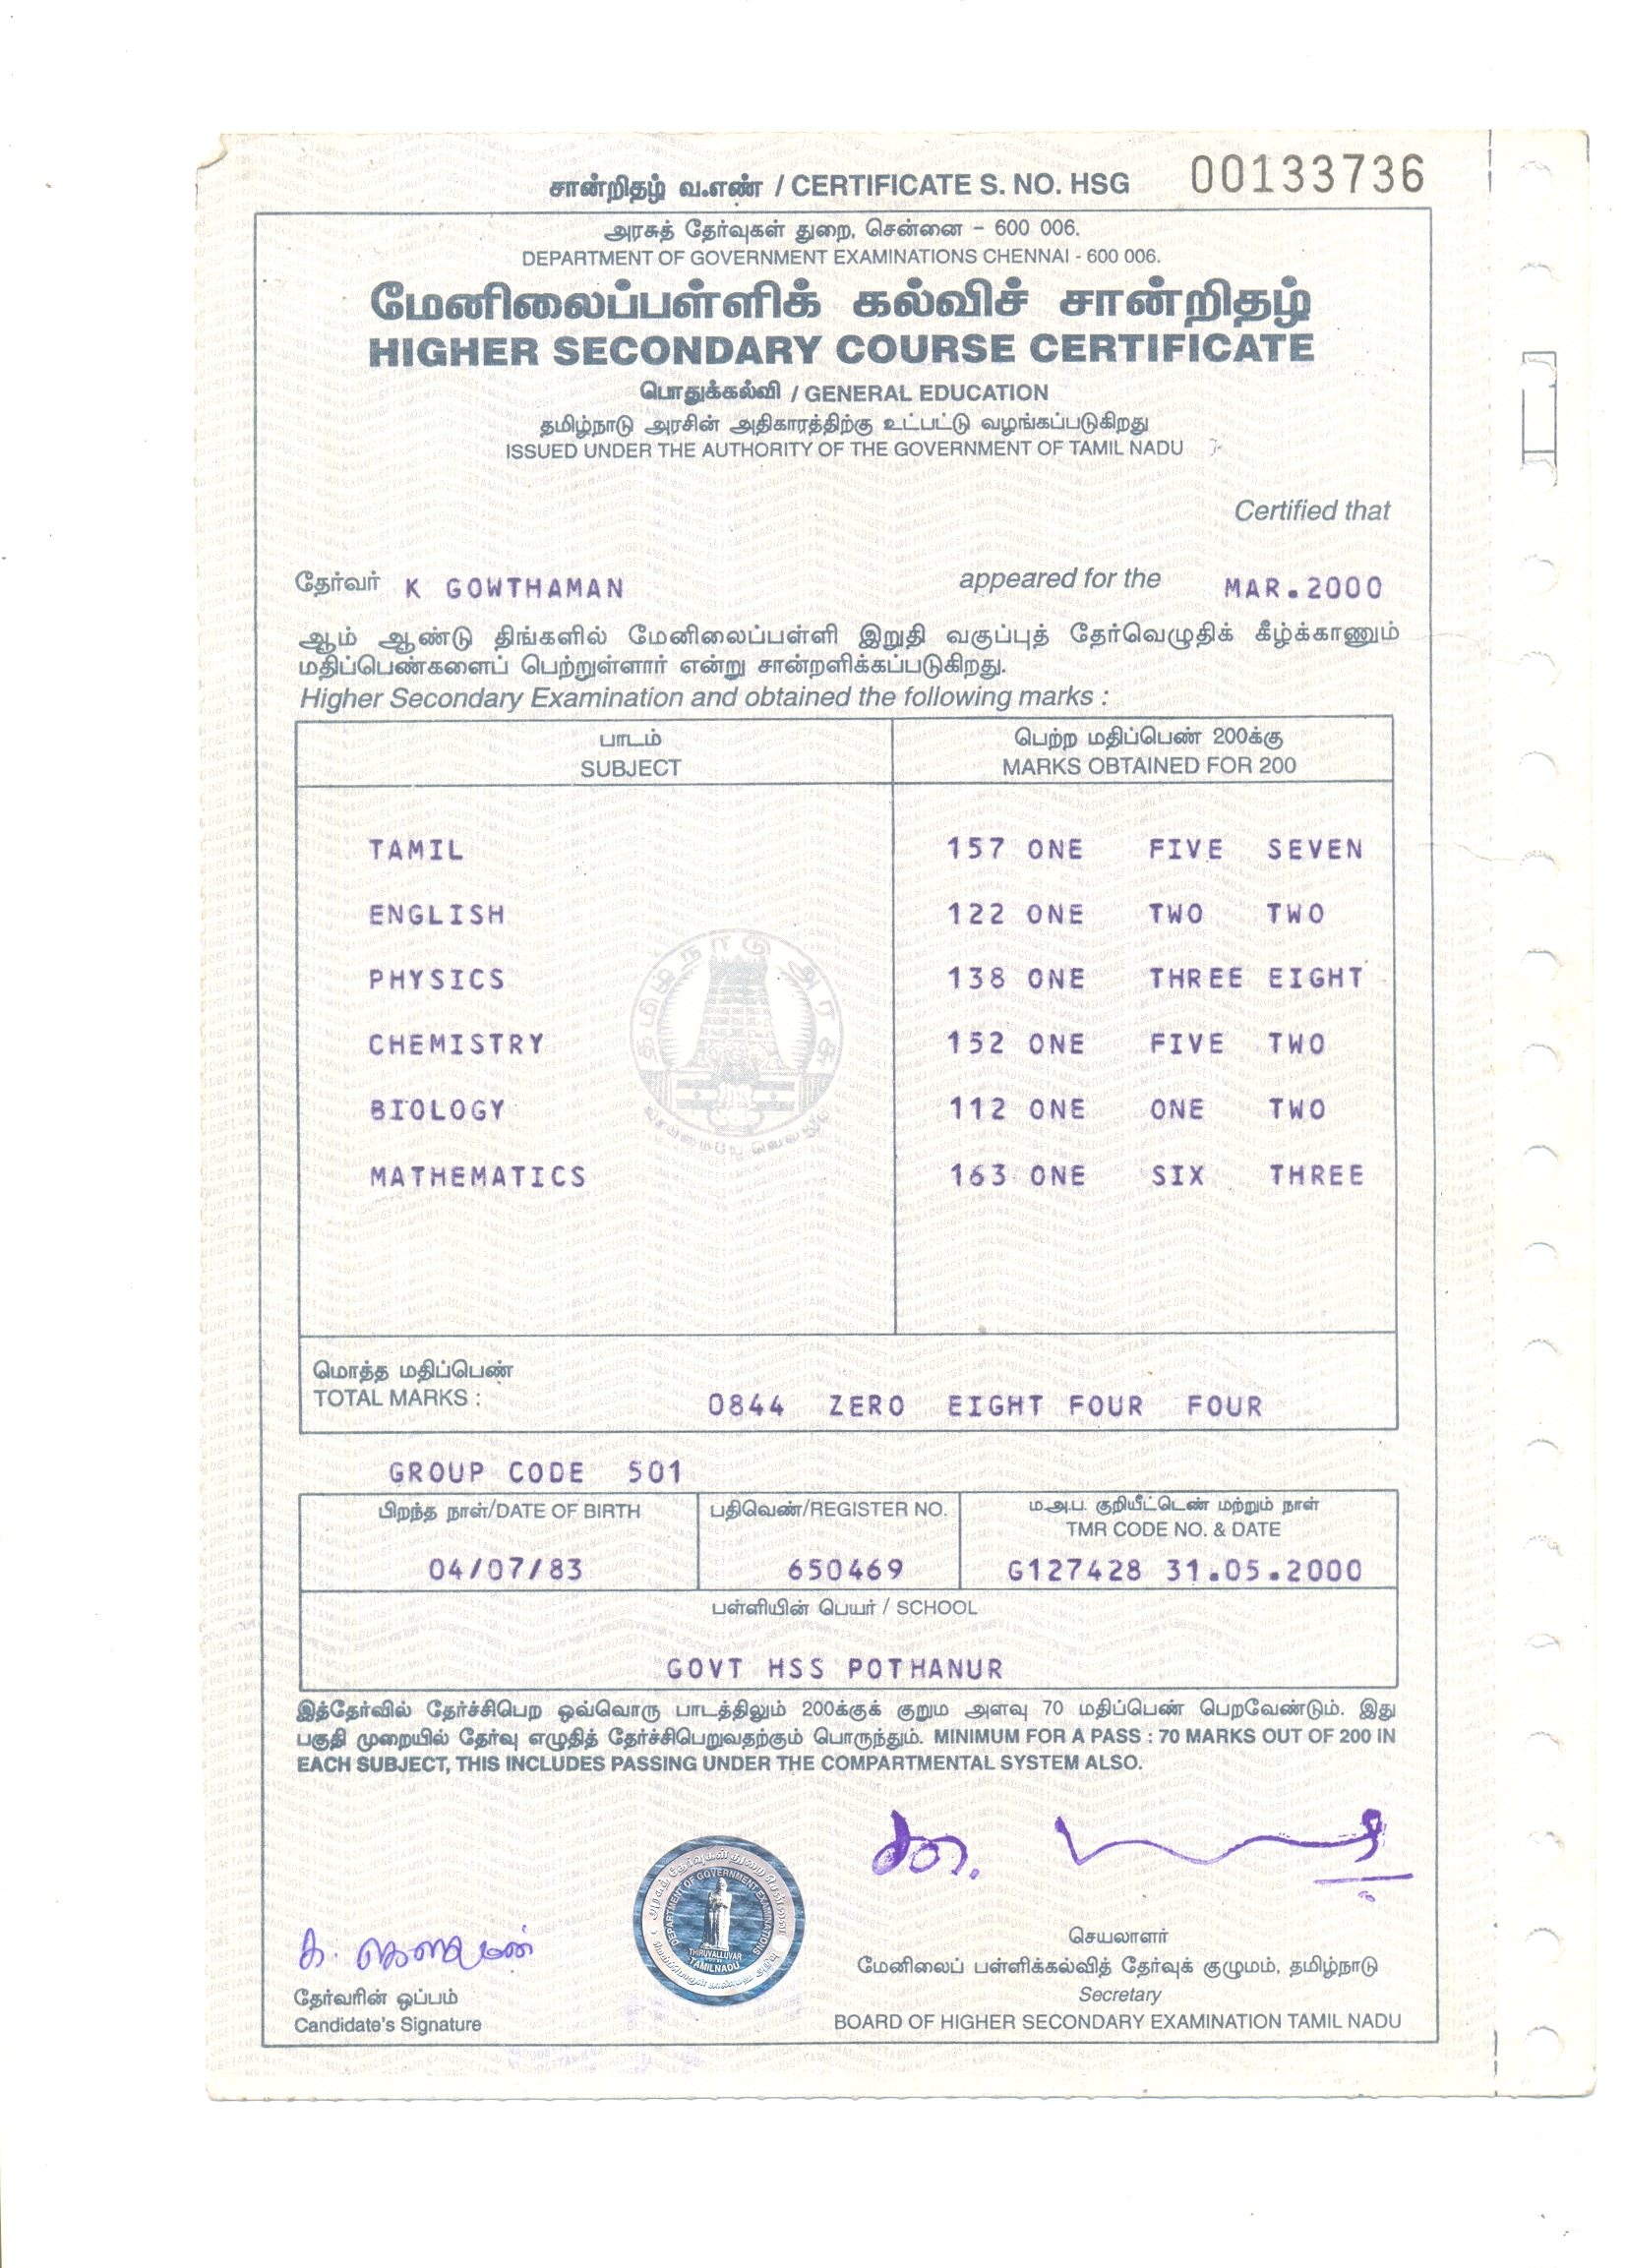 சான்றிதழ் வ.எண் / CERTIFICATE S. NO. HSG 00133736
அரசுத் தேர்வுகள் துறை, சென்னை – 600 006.
DEPARTMENT OF GOVERNMENT EXAMINATIONS CHENNAI - 600 006.
மேனிலைப்பள்ளிக் கல்விச் சான்றிதழ்
HIGHER SECONDARY COURSE CERTIFICATE
பொதுக்கல்வி / GENERAL EDUCATION
தமிழ்நாடு அரசின் அதிகாரத்திற்கு உட்பட்டு வழங்கப்படுகிறது
ISSUED UNDER THE AUTHORITY OF THE GOVERNMENT OF TAMIL NADU
Certified that
தேர்வர் K GOWTHAMAN appeared for the MAR.2000
ஆம் ஆண்டு திங்களில் மேனிலைப்பள்ளி இறுதி வகுப்புத் தேர்வெழுதிக் கீழ்க்காணும்
மதிப்பெண்களைப் பெற்றுள்ளார் என்று சான்றளிக்கப்படுகிறது.
Higher Secondary Examination and obtained the following marks :
பாடம் பெற்ற மதிப்பெண் 200க்கு
SUBJECT MARKS OBTAINED FOR 200
TAMIL 157 ONE FIVE SEVEN
ENGLISH 122 ONE TWO TWO
PHYSICS 138 ONE THREE EIGHT
CHEMISTRY 152 ONE FIVE TWO
BIOLOGY 112 ONE ONE TWO
MATHEMATICS 163 ONE SIX THREE
தமிழ்நாடு அரசு
வாய்மையே வெல்லும்
மொத்த மதிப்பெண்
TOTAL MARKS : 0844 ZERO EIGHT FOUR FOUR
GROUP CODE 501
பிறந்த நாள்/DATE OF BIRTH பதிவெண்/REGISTER NO. ம.அ.ப. குறியீட்டெண் மற்றும் நாள்
TMR CODE NO. & DATE
04/07/83 650469 G127428 31.05.2000
பள்ளியின் பெயர் / SCHOOL
GOVT HSS POTHANUR
இத்தேர்வில் தேர்ச்சிபெற ஒவ்வொரு பாடத்திலும் 200க்குக் குறும அளவு 70 மதிப்பெண் பெறவேண்டும். இது
பகுதி முறையில் தேர்வு எழுதித் தேர்ச்சிபெறுவதற்கும் பொருந்தும். MINIMUM FOR A PASS : 70 MARKS OUT OF 200 IN
EACH SUBJECT, THIS INCLUDES PASSING UNDER THE COMPARTMENTAL SYSTEM ALSO.
அரசுத் தேர்வுகள் துறை சென்னை
DEPARTMENT OF GOVERNMENT EXAMINATIONS
THIRUVALLUVAR
TAMILNADU
க. கௌதமன்
தேர்வரின் ஒப்பம்
Candidate's Signature
செயலாளர்
மேனிலைப் பள்ளிக்கல்வித் தேர்வுக் குழுமம், தமிழ்நாடு
Secretary
BOARD OF HIGHER SECONDARY EXAMINATION TAMIL NADU